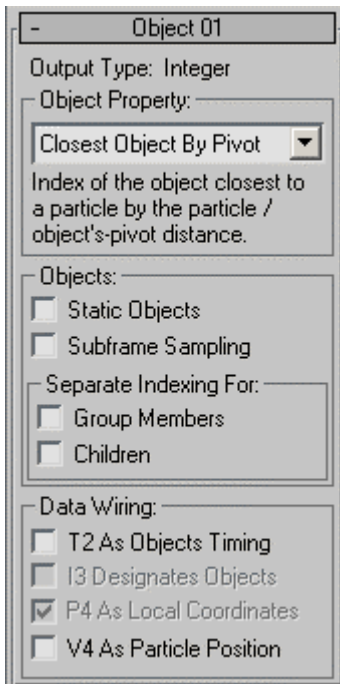 - Object 01
Output Type: Integer
Object Property:
Closest Object By Pivot
Index of the object closest to
a particle by the particle /
object's-pivot distance.
Objects:
Static Objects
Subframe Sampling
Separate Indexing For:
Group Members
Children
Data Wiring:
T2 As Objects Timing
I3 Designates Objects
P4 As Local Coordinates
V4 As Particle Position